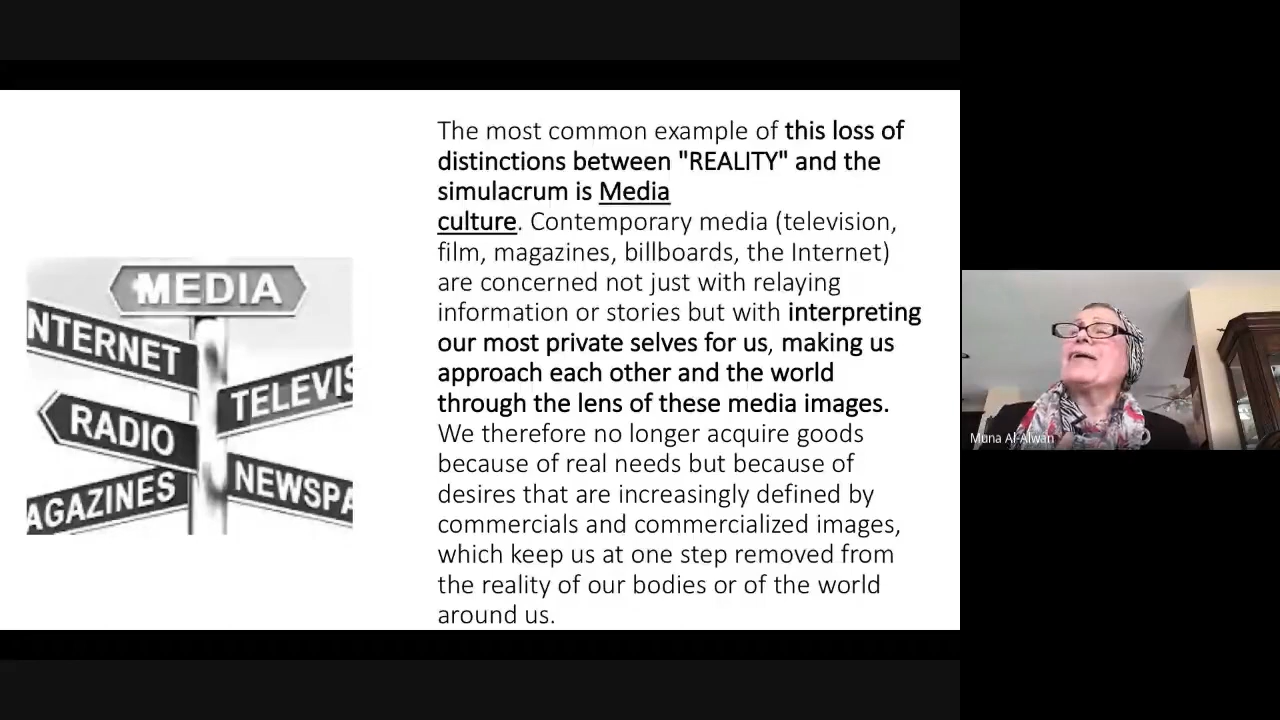 The most common example of this loss of
distinctions between "REALITY" and the
simulacrum is Media
culture. Contemporary media (television,
film, magazines, billboards, the Internet)
are concerned not just with relaying
information or stories but with interpreting
our most private selves for us, making us
approach each other and the world
through the lens of these media images.
We therefore no longer acquire goods
because of real needs but because of
desires that are increasingly defined by
commercials and commercialized images,
which keep us at one step removed from
the reality of our bodies or of the world
around us.
MEDIA
NTERNET
TELEVIS
RADIO
AGAZINES
NEWSPA
Muna Al-Alwan